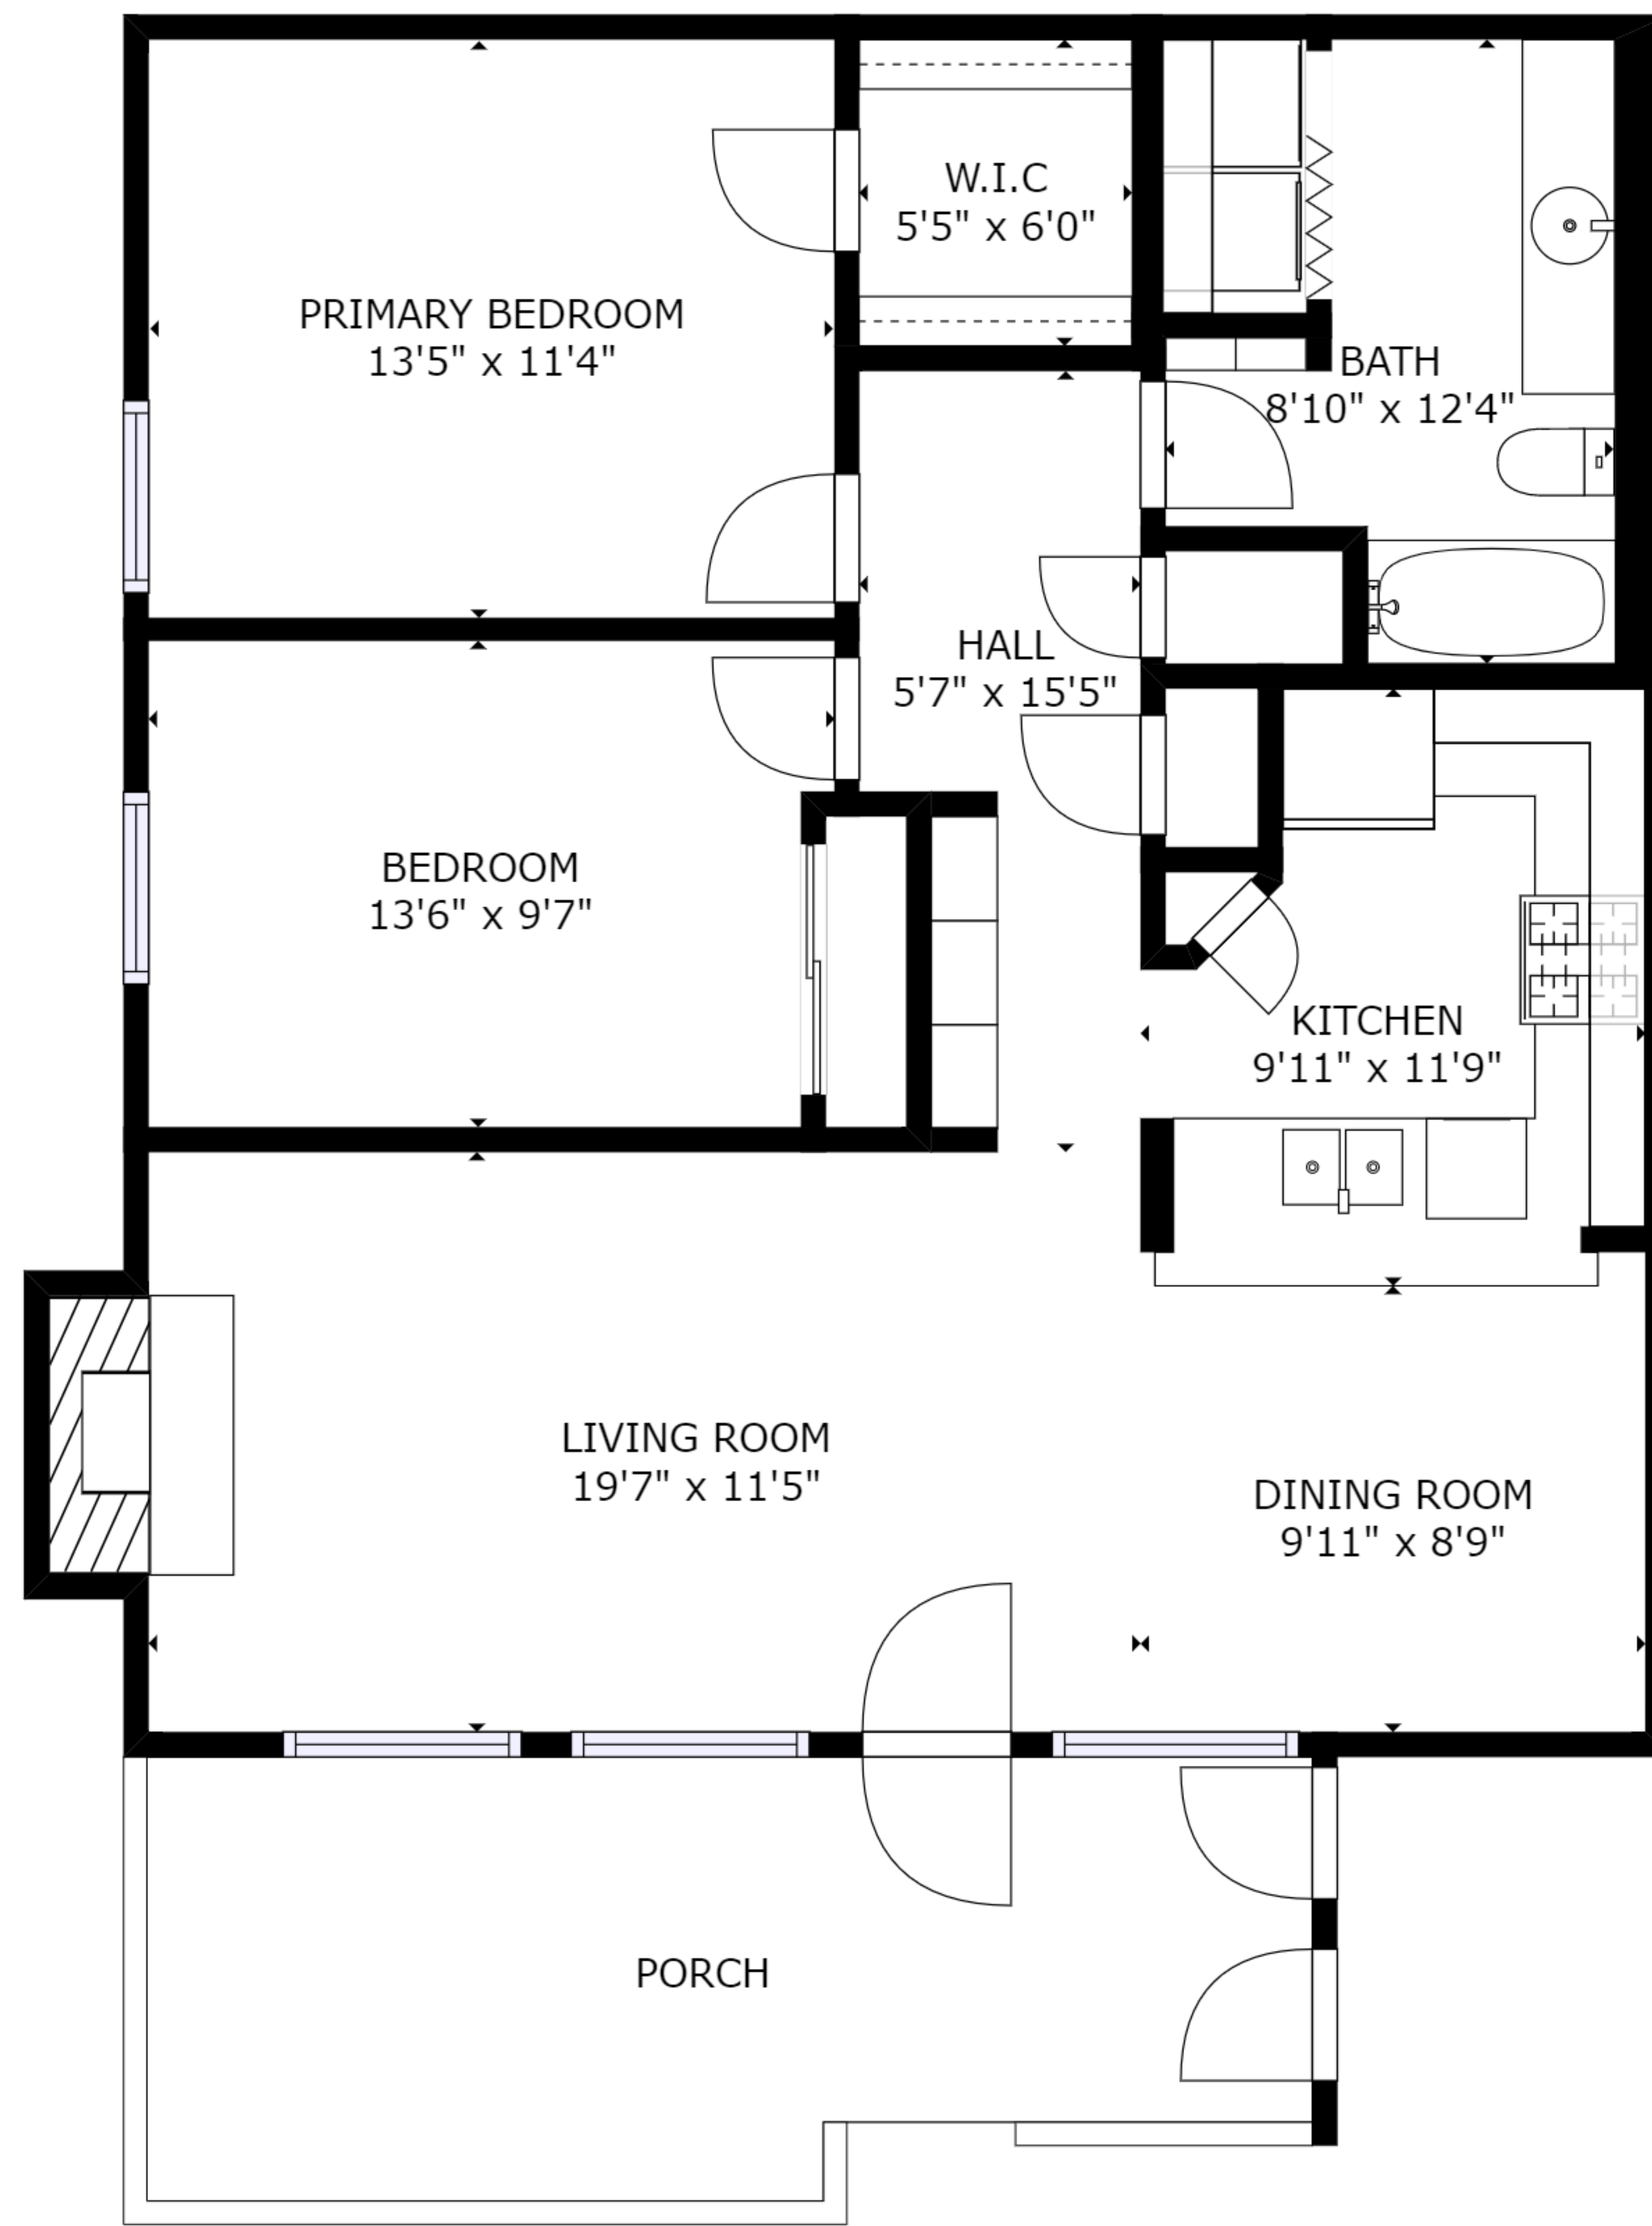 W.I.C
5'5" x 6'0"
PRIMARY BEDROOM
13'5" x 11'4"
BATH
8'10" x 12'4"
HALL
5'7" x 15'5"
BEDROOM
13'6" x 9'7"
KITCHEN
9'11" x 11'9"
LIVING ROOM
19'7" x 11'5"
DINING ROOM
9'11" x 8'9"
PORCH